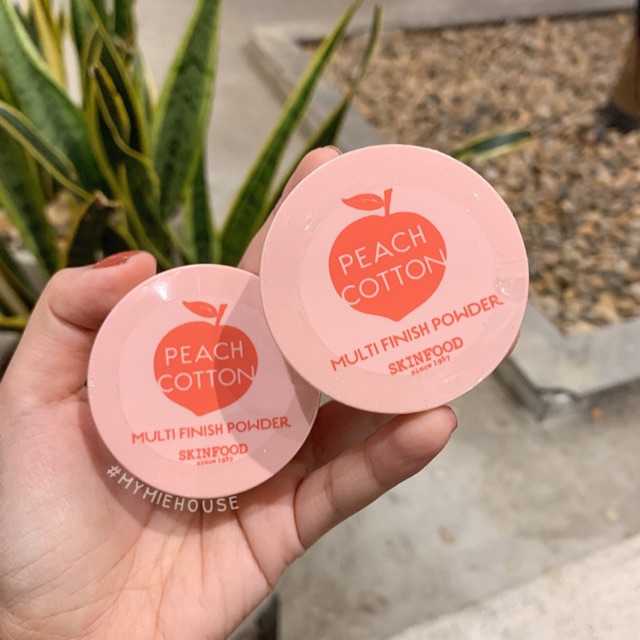 PEACH
COTTON
MULTI FINISH POWDER
SKINFOOD
since 1957
PEACH
COTTON
MULTI FINISH POWDER
SKINFOOD
since 1957
#MYMIEHOUSE